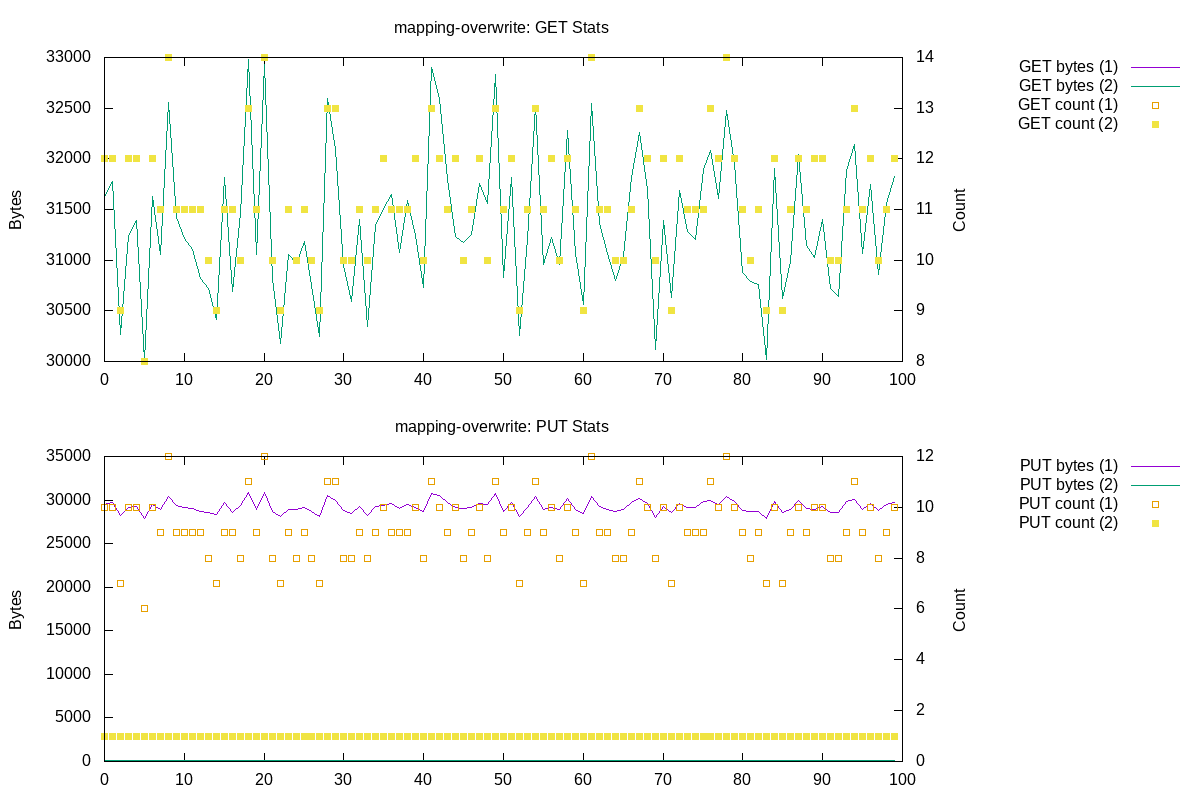 mapping-overwrite: GET Stats
33000
32500
32000
31500
31000
30500
30000
Bytes
0 10 20 30 40 50 60 70 80 90 100
14
13
12
11
10
9
8
Count
GET bytes (1)
GET bytes (2)
GET count (1)
GET count (2)
mapping-overwrite: PUT Stats
35000
30000
25000
20000
15000
10000
5000
0
Bytes
0 10 20 30 40 50 60 70 80 90 100
12
10
8
6
4
2
0
Count
PUT bytes (1)
PUT bytes (2)
PUT count (1)
PUT count (2)